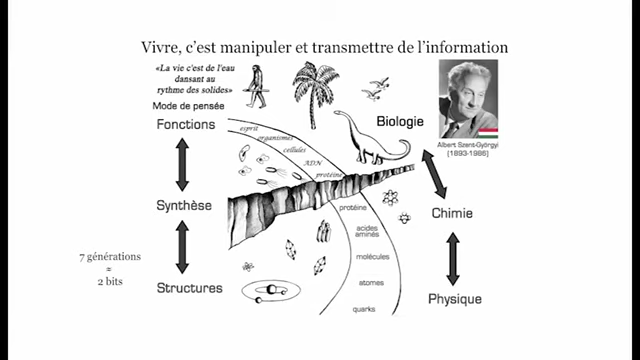 Vivre, c'est manipuler et transmettre de l'information
«La vie c'est de l'eau
dansant au
rythme des solides»
Mode de pensée
Fonctions
Synthèse
Structures
7 générations
≈
2 bits
esprit
organismes
cellules
ADN
protéine
protéine
acides
aminés
molécules
atomes
quarks
Biologie
Chimie
Physique
Albert Szent-Györgyi
(1893-1986)